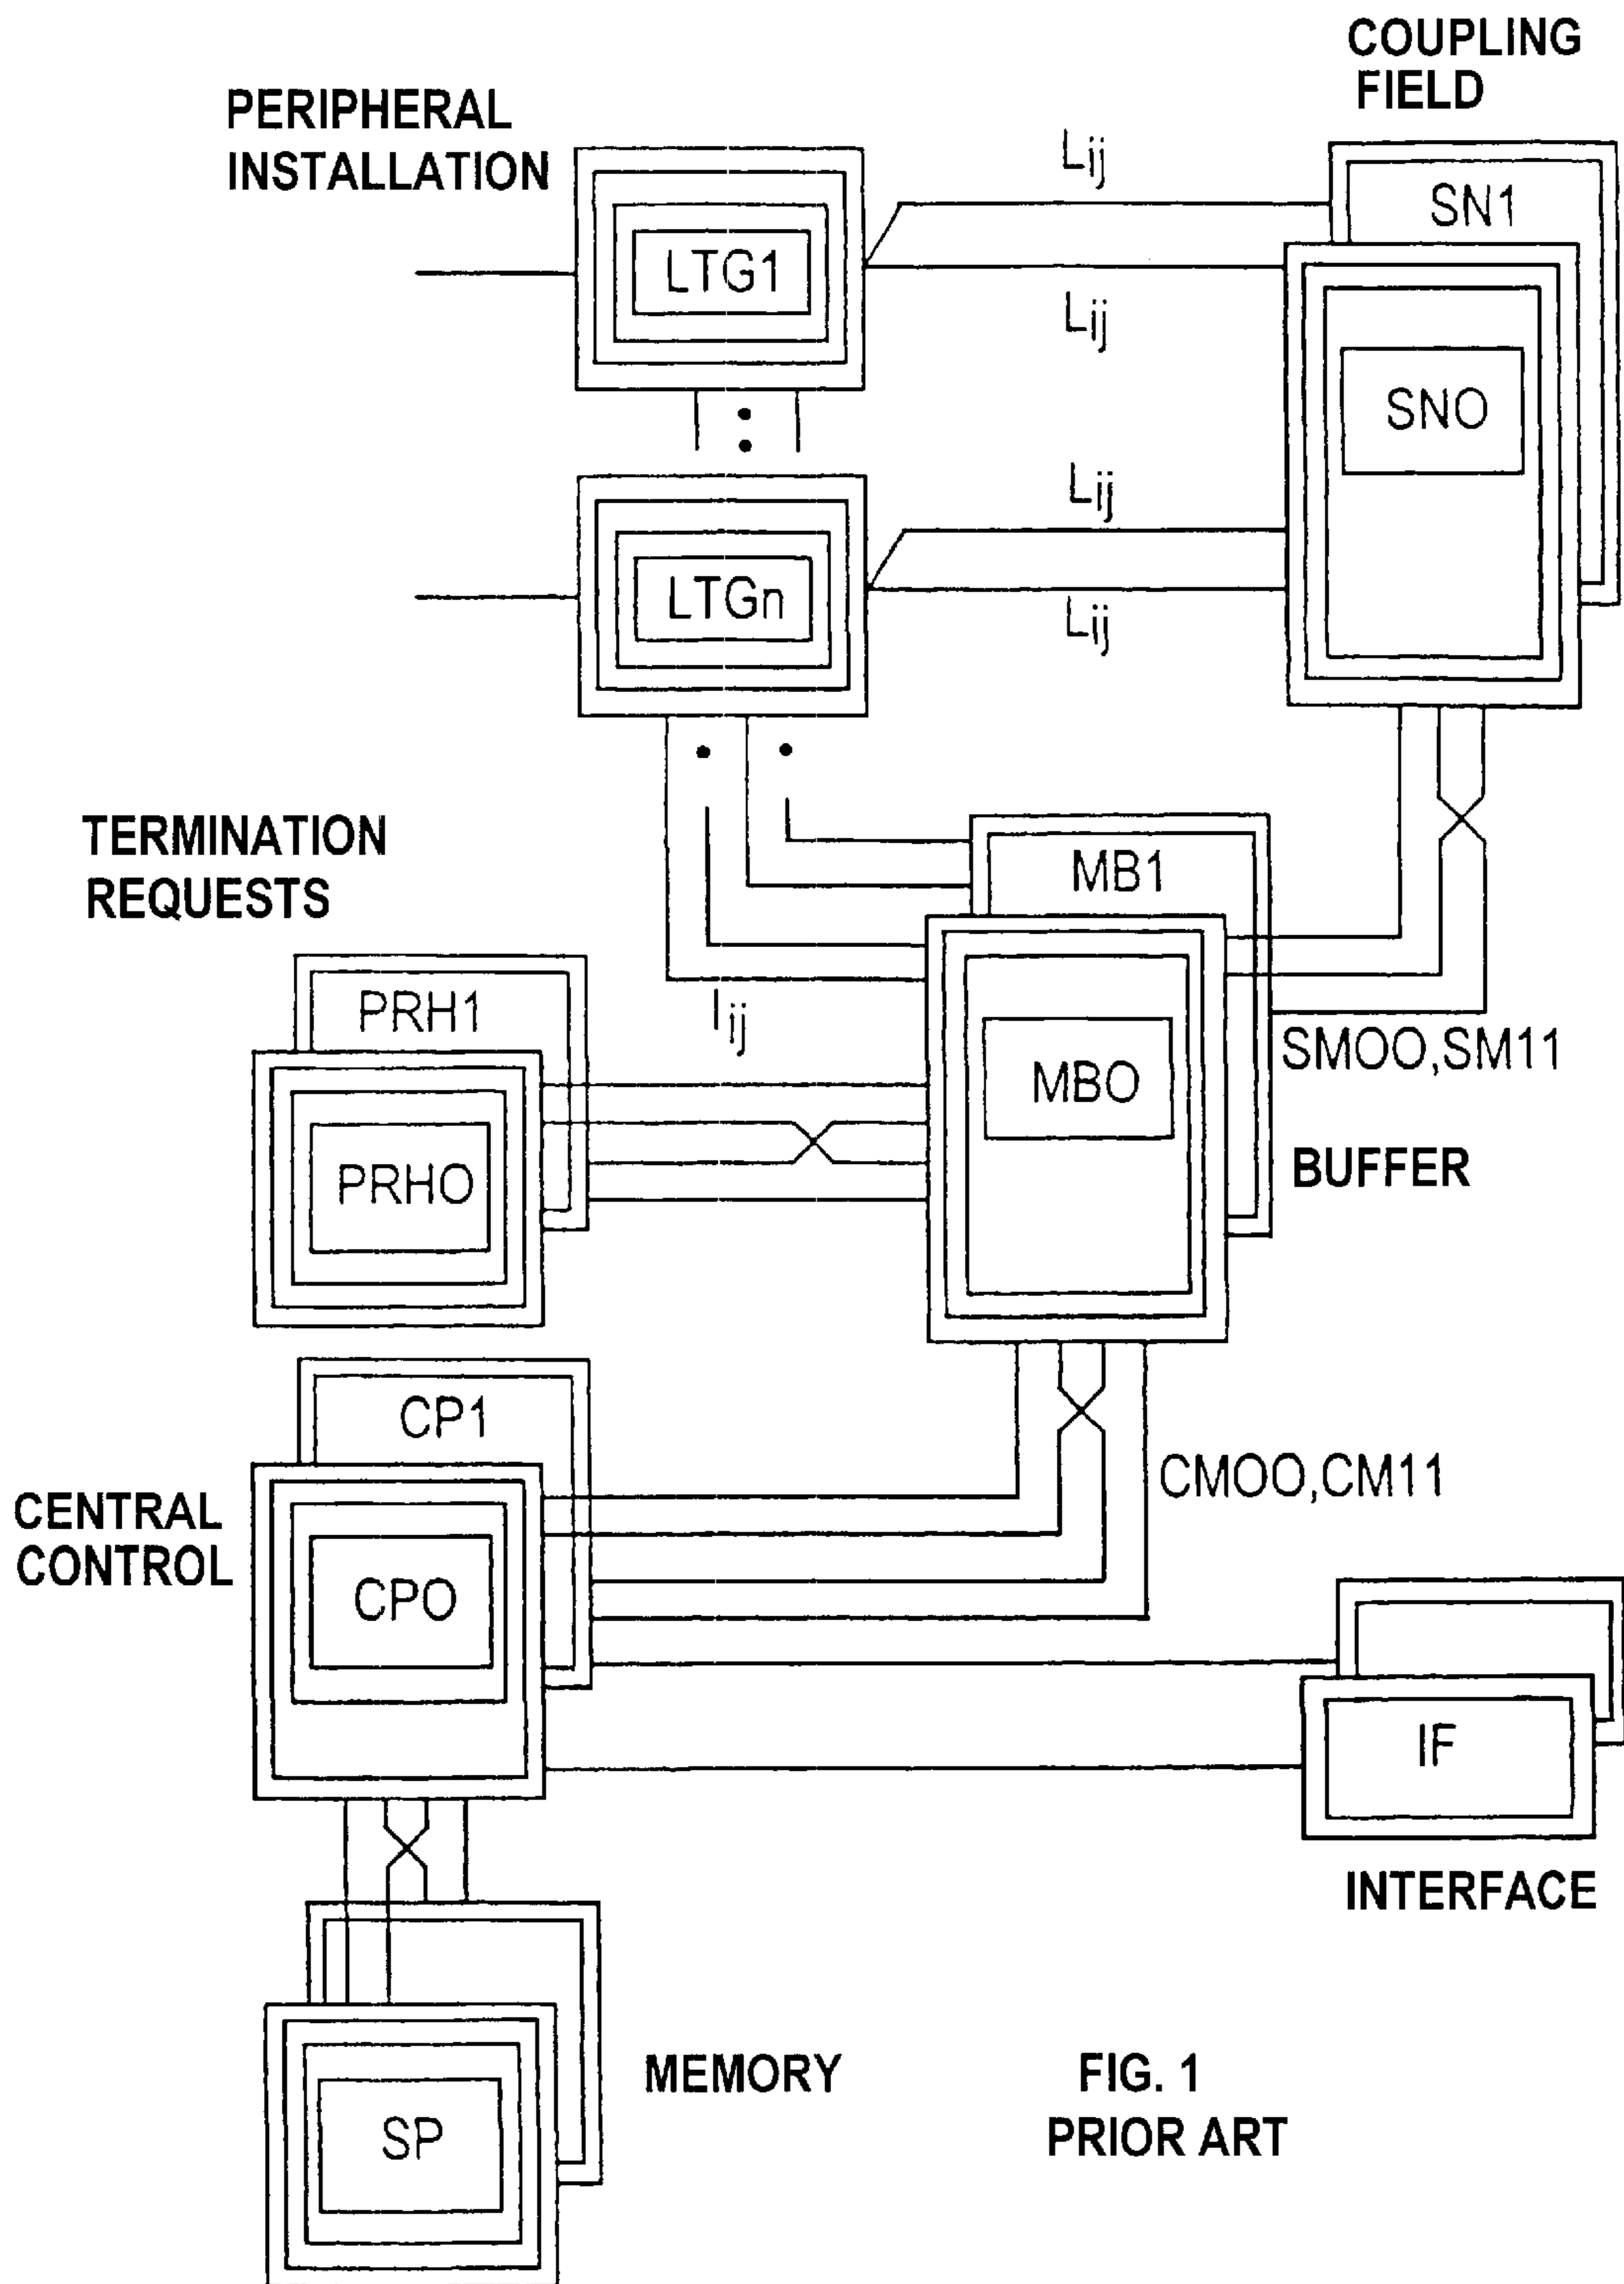 COUPLING
FIELD
PERIPHERAL
INSTALLATION
Lij
SN1
LTG1
Lij
SNO
Lij
LTGn
Lij
TERMINATION
REQUESTS
MB1
PRH1
lij
SMOO,SM11
MBO
BUFFER
PRHO
CP1
CMOO,CM11
CENTRAL
CONTROL
CPO
IF
INTERFACE
MEMORY
FIG. 1
PRIOR ART
SP